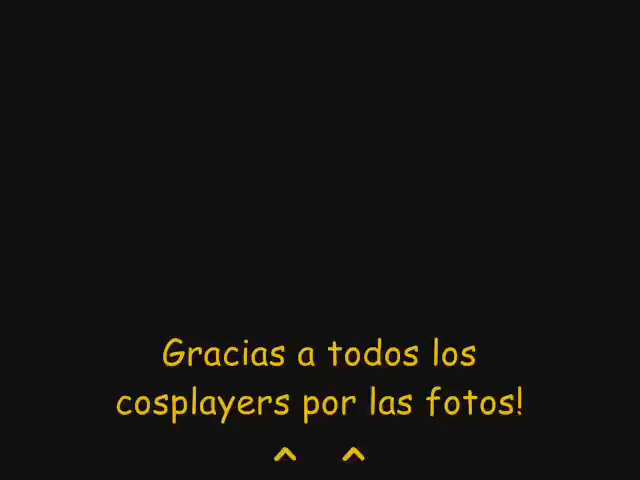 Gracias a todos los
cosplayers por las fotos!
^ ^